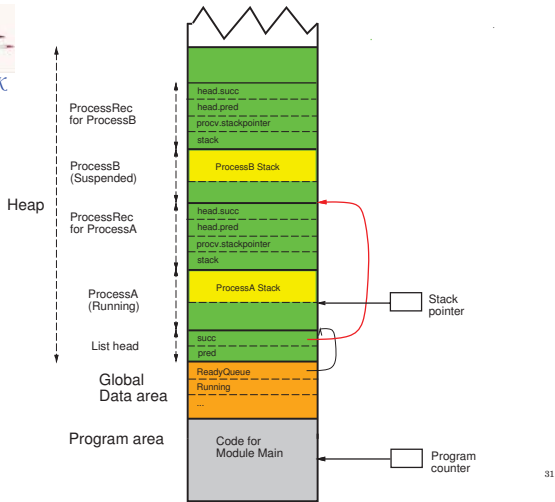 head.succ
head.pred
procv.stackpointer
stack
ProcessRec
for ProcessB
ProcessB Stack
ProcessB
(Suspended)
Heap
head.succ
head.pred
procv.stackpointer
stack
ProcessRec
for ProcessA
ProcessA Stack
ProcessA
(Running)
Stack
pointer
List head
succ
pred
Global
Data area
ReadyQueue
Running
...
Program area
Code for
Module Main
Program
counter
31